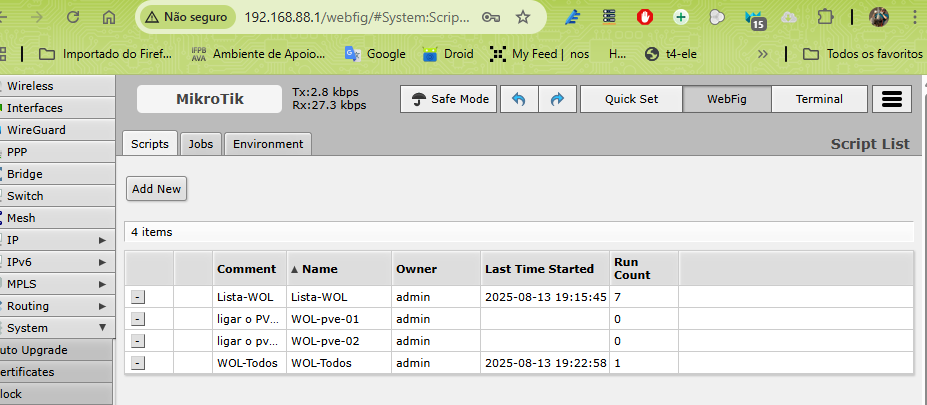 Não seguro 192.168.88.1/webfig/#System:Scrip... 15
Importado do Firef... IFPB AVA Ambiente de Apoio... Google Droid My Feed | nos H... t4-ele » Todos os favoritos
Wireless
Interfaces
WireGuard
PPP
Bridge
Switch
Mesh
IP
IPv6
MPLS
Routing
System
uto Upgrade
ertificates
lock
MikroTik
Tx:2.8 kbps
Rx:27.3 kbps
Safe Mode Quick Set WebFig Terminal
Scripts Jobs Environment Script List
Add New
4 items
Comment Name Owner Last Time Started Run Count
- Lista-WOL Lista-WOL admin 2025-08-13 19:15:45 7
- ligar o PV... WOL-pve-01 admin 0
- ligar o pv... WOL-pve-02 admin 0
- WOL-Todos WOL-Todos admin 2025-08-13 19:22:58 1